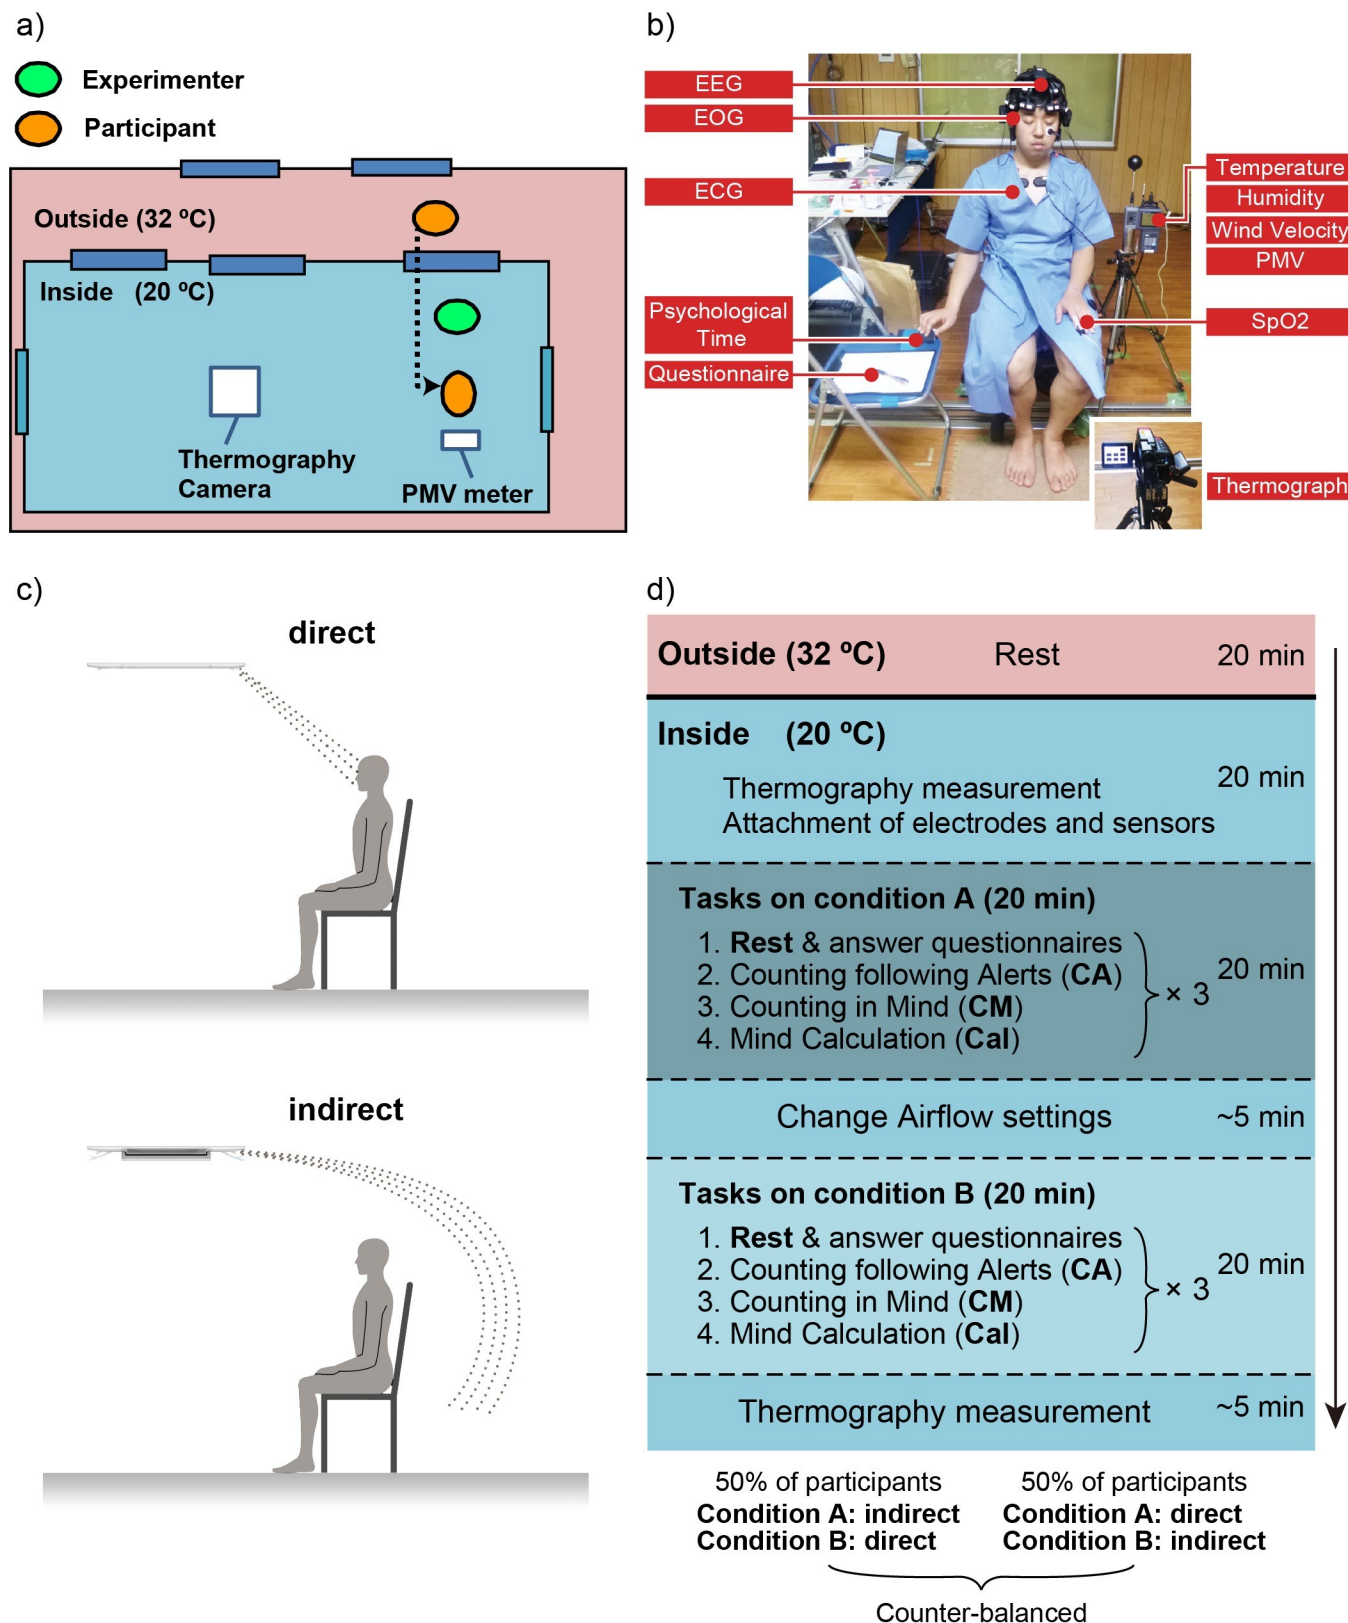 a)
Experimenter
Participant
Outside (32 ºC)
Inside (20 ºC)
Thermography
Camera
PMV meter
b)
EEG
EOG
ECG
Psychological
Time
Questionnaire
Temperature
Humidity
Wind Velocity
PMV
SpO2
Thermograph
c)
direct
indirect
d)
Outside (32 ºC) Rest 20 min
Inside (20 ºC)
20 min
Thermography measurement
Attachment of electrodes and sensors
Tasks on condition A (20 min)
1. Rest & answer questionnaires
2. Counting following Alerts (CA)
3. Counting in Mind (CM)
4. Mind Calculation (Cal)
× 3
20 min
Change Airflow settings ~5 min
Tasks on condition B (20 min)
1. Rest & answer questionnaires
2. Counting following Alerts (CA)
3. Counting in Mind (CM)
4. Mind Calculation (Cal)
× 3
20 min
Thermography measurement ~5 min
50% of participants
Condition A: indirect
Condition B: direct
50% of participants
Condition A: direct
Condition B: indirect
Counter-balanced